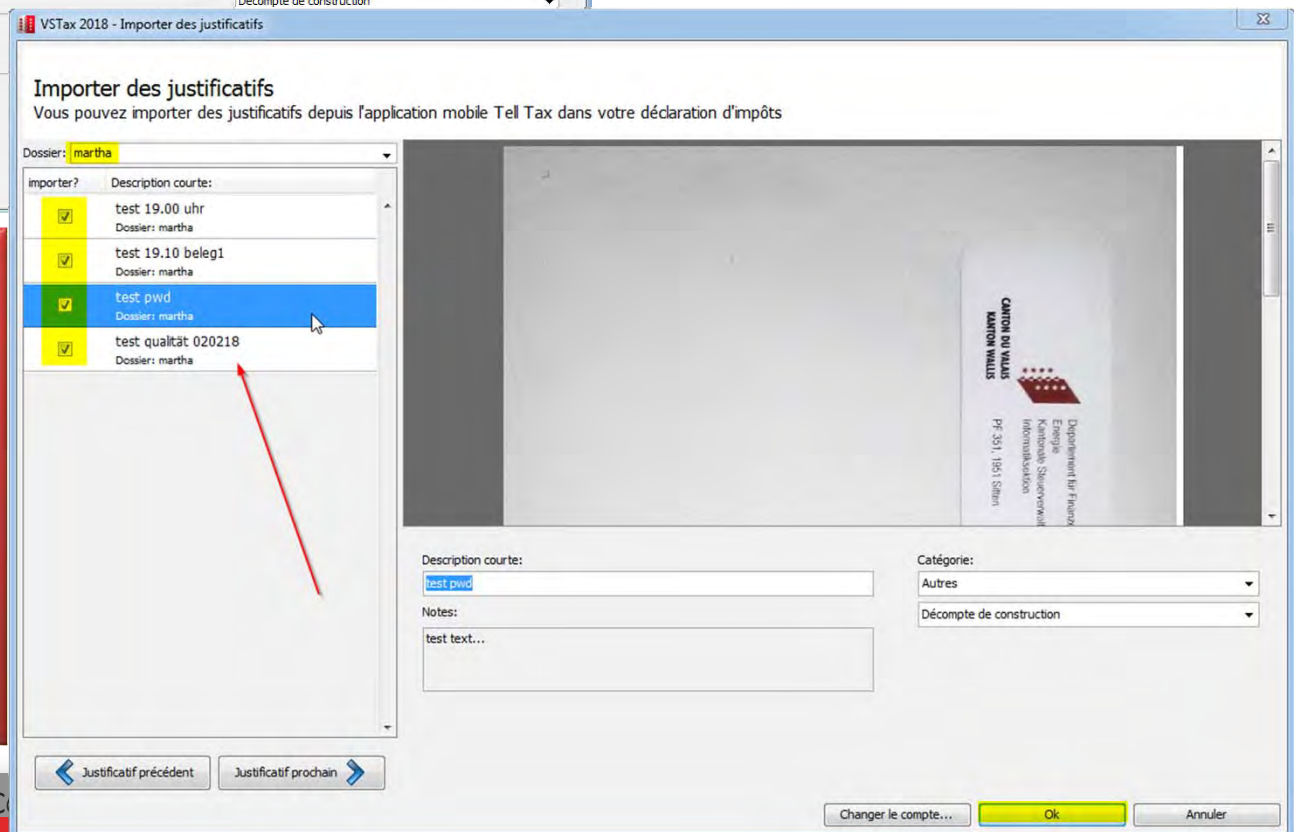 Décompte de construction
VSTax 2018 - Importer des justificatifs
Importer des justificatifs
Vous pouvez importer des justificatifs depuis l'application mobile Tell Tax dans votre déclaration d'impôts
Dossier: martha
importer? Description courte:
test 19.00 uhr
Dossier: martha
test 19.10 beleg1
Dossier: martha
test pwd
Dossier: martha
test qualität 020218
Dossier: martha
CANTON DU VALAIS
KANTON WALLIS
Departement für Finanze
Energie
Kantonale Steuerverwalt
Informatiksektion
PF 351, 1951 Sitten
Description courte:
test pwd
Notes:
test text...
Catégorie:
Autres
Décompte de construction
Justificatif précédent
Justificatif prochain
Changer le compte...
Ok
Annuler